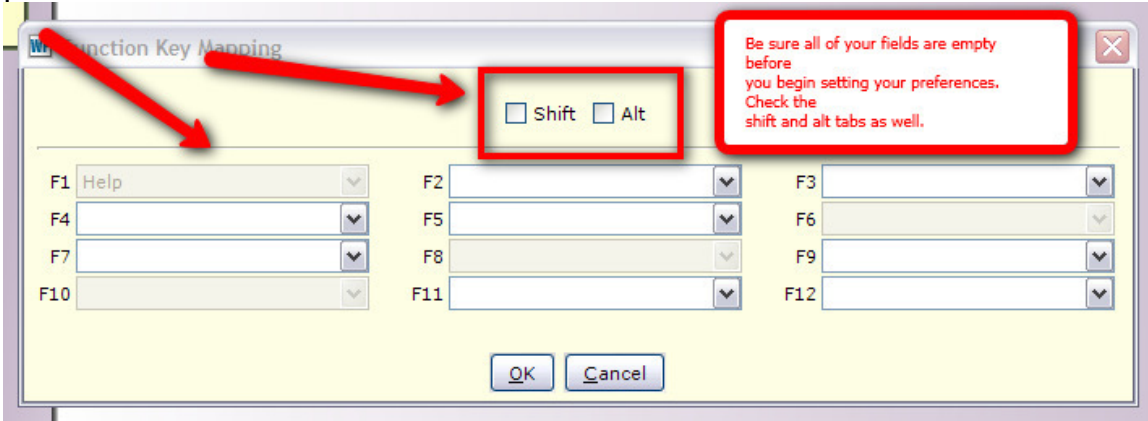 Function Key Mapping
Be sure all of your fields are empty
before
you begin setting your preferences.
Check the
shift and alt tabs as well.
Shift Alt
F1 Help F2 F3
F4 F5 F6
F7 F8 F9
F10 F11 F12
OK Cancel